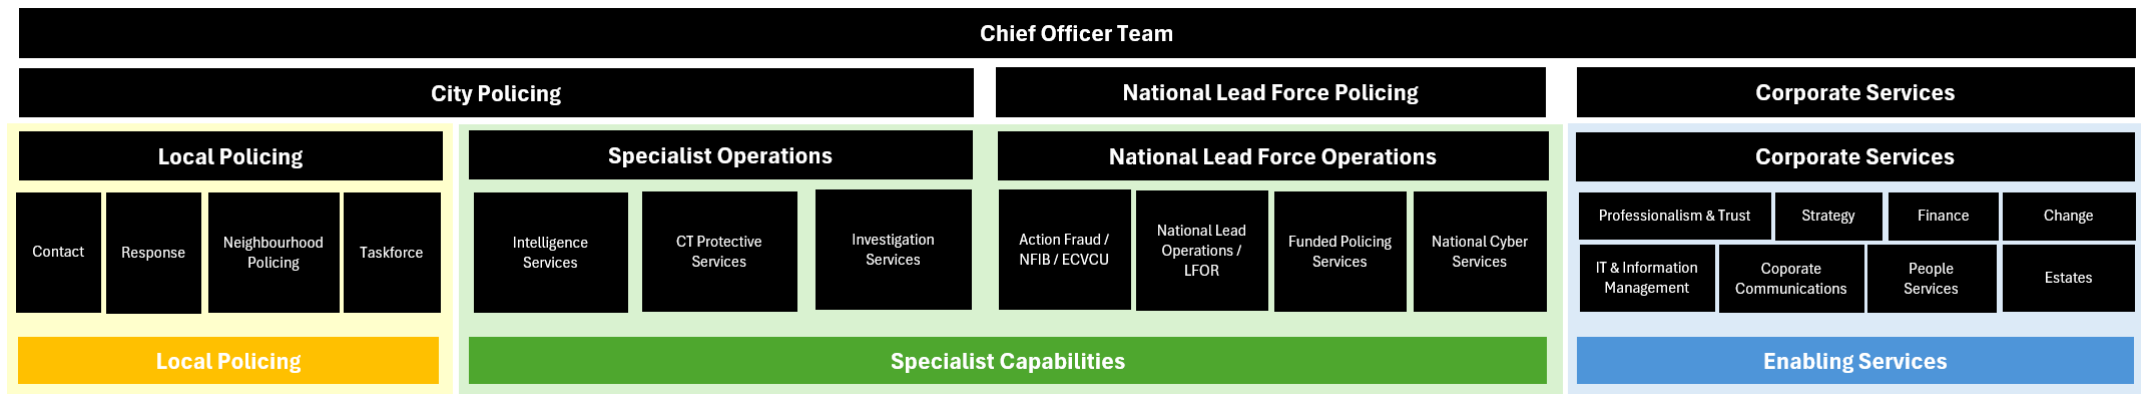 Chief Officer Team
City Policing
National Lead Force Policing
Corporate Services
Local Policing
Specialist Operations
National Lead Force Operations
Corporate Services
Contact
Response
Neighbourhood
Policing
Taskforce
Intelligence
Services
CT Protective
Services
Investigation
Services
Action Fraud /
NFIB / ECVCU
National Lead
Operations /
LFOR
Funded Policing
Services
National Cyber
Services
Professionalism & Trust
Strategy
Finance
Change
IT & Information
Management
Coporate
Communications
People
Services
Estates
Local Policing
Specialist Capabilities
Enabling Services